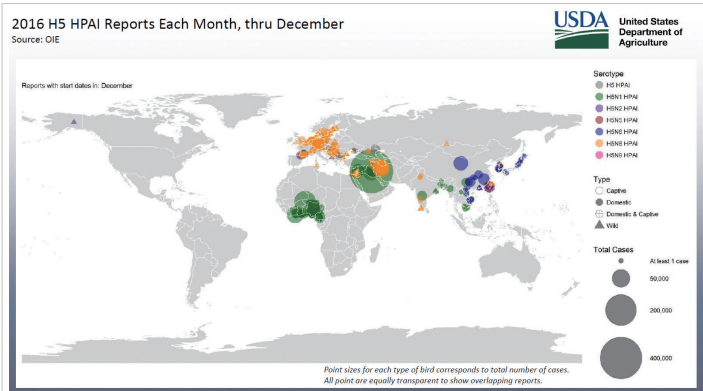 2016 H5 HPAI Reports Each Month, thru December
Source: OIE
USDA
United States
Department of
Agriculture
Reports with start dates in: December
Serotype
H5 HPAI
H5N1 HPAI
H5N2 HPAI
H5N5 HPAI
H5N6 HPAI
H5N8 HPAI
H5N9 HPAI
Type
Captive
Domestic
Domestic & Captive
Wild
Total Cases
At least 1 case
50,000
200,000
400,000
Point sizes for each type of bird corresponds to total number of cases.
All point are equally transparent to show overlapping reports.